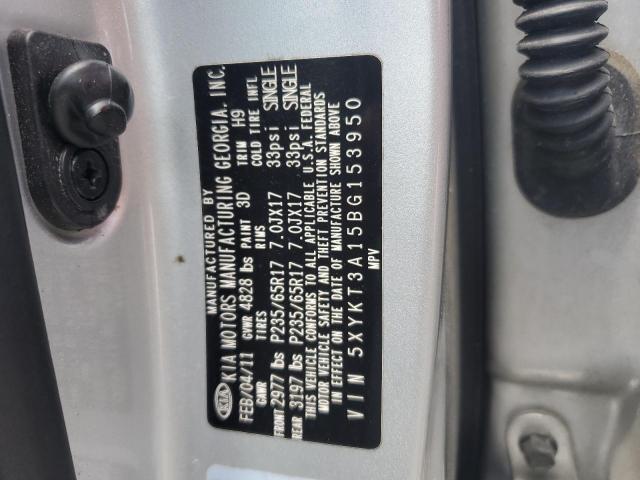 MANUFACTURED BY
KIA KIA MOTORS MANUFACTURING GEORGIA, INC.
FEB/04/11 GVWR 4828 lbs PAINT 3D TRIM H9
GAWR TIRES RIMS COLD TIRE INFL
FRONT 2977 lbs P235/65R17 7.0JX17 33psi SINGLE
REAR 3197 lbs P235/65R17 7.0JX17 33psi SINGLE
THIS VEHICLE CONFORMS TO ALL APPLICABLE U.S.A. FEDERAL
MOTOR VEHICLE SAFETY AND THEFT PREVENTION STANDARDS
IN EFFECT ON THE DATE OF MANUFACTURE SHOWN ABOVE
VIN 5XYKT3A15BG153950
MPV